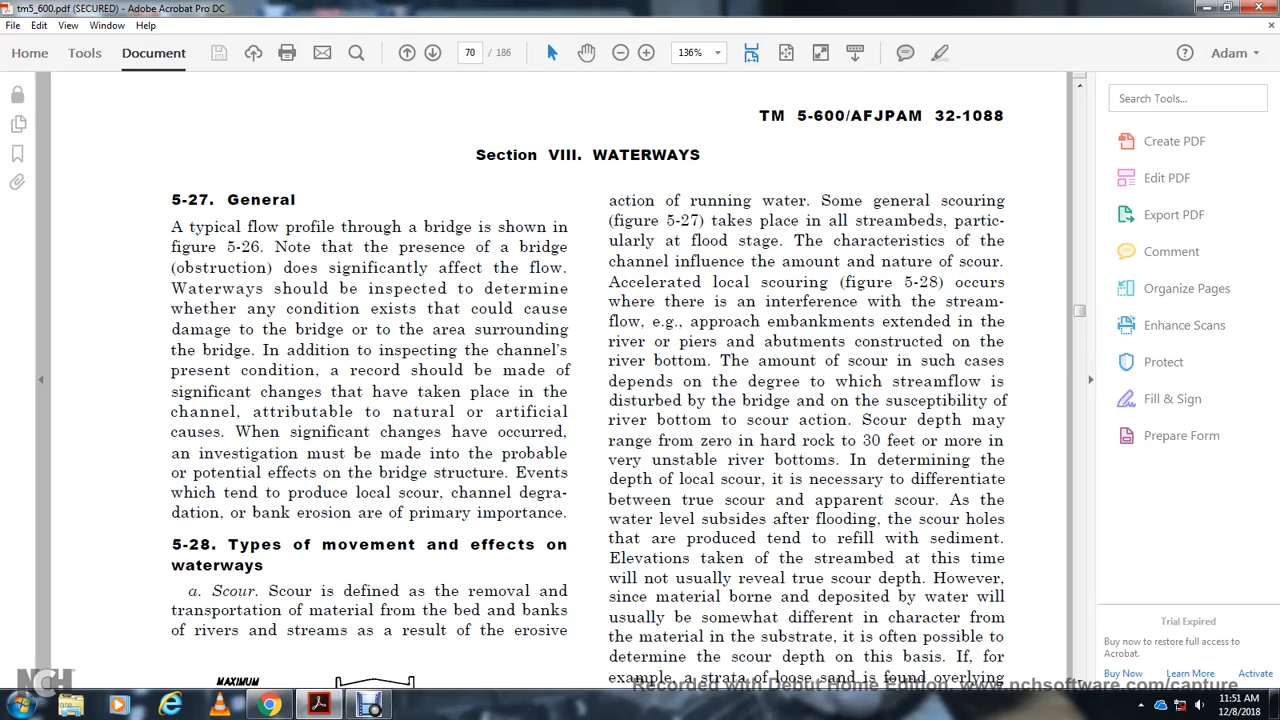 tm5_600.pdf (SECURED) - Adobe Acrobat Pro DC
File Edit View Window Help
Home Tools Document 70 / 186 136% Adam
Search Tools...
Create PDF
Edit PDF
Export PDF
Comment
Organize Pages
Enhance Scans
Protect
Fill & Sign
Prepare Form
Trial Expired
Buy now to restore full access to
Acrobat.
Buy Now Learn More Activate
TM 5-600/AFJPAM 32-1088
Section VIII. WATERWAYS
5-27. General
A typical flow profile through a bridge is shown in
figure 5-26. Note that the presence of a bridge
(obstruction) does significantly affect the flow.
Waterways should be inspected to determine
whether any condition exists that could cause
damage to the bridge or to the area surrounding
the bridge. In addition to inspecting the channel's
present condition, a record should be made of
significant changes that have taken place in the
channel, attributable to natural or artificial
causes. When significant changes have occurred,
an investigation must be made into the probable
or potential effects on the bridge structure. Events
which tend to produce local scour, channel degra-
dation, or bank erosion are of primary importance.
5-28. Types of movement and effects on
waterways
a. Scour. Scour is defined as the removal and
transportation of material from the bed and banks
of rivers and streams as a result of the erosive
MAXIMUM
action of running water. Some general scouring
(figure 5-27) takes place in all streambeds, partic-
ularly at flood stage. The characteristics of the
channel influence the amount and nature of scour.
Accelerated local scouring (figure 5-28) occurs
where there is an interference with the stream-
flow, e.g., approach embankments extended in the
river or piers and abutments constructed on the
river bottom. The amount of scour in such cases
depends on the degree to which streamflow is
disturbed by the bridge and on the susceptibility of
river bottom to scour action. Scour depth may
range from zero in hard rock to 30 feet or more in
very unstable river bottoms. In determining the
depth of local scour, it is necessary to differentiate
between true scour and apparent scour. As the
water level subsides after flooding, the scour holes
that are produced tend to refill with sediment.
Elevations taken of the streambed at this time
will not usually reveal true scour depth. However,
since material borne and deposited by water will
usually be somewhat different in character from
the material in the substrate, it is often possible to
determine the scour depth on this basis. If, for
example, a strata of loose sand is found overlying
NCH
Recorded with Debut Home Edition. www.nchsoftware.com/capture
11:51 AM
12/8/2018